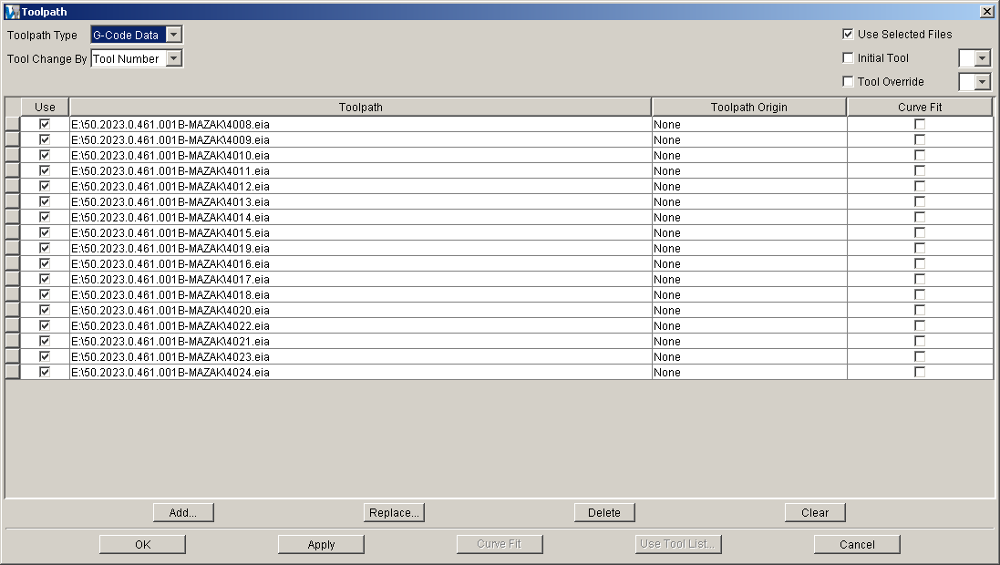 Toolpath
Toolpath Type G-Code Data Use Selected Files
Tool Change By Tool Number Initial Tool
Tool Override
Use Toolpath Toolpath Origin Curve Fit
E:\50.2023.0.461.001B-MAZAK\4008.eia None
E:\50.2023.0.461.001B-MAZAK\4009.eia None
E:\50.2023.0.461.001B-MAZAK\4010.eia None
E:\50.2023.0.461.001B-MAZAK\4011.eia None
E:\50.2023.0.461.001B-MAZAK\4012.eia None
E:\50.2023.0.461.001B-MAZAK\4013.eia None
E:\50.2023.0.461.001B-MAZAK\4014.eia None
E:\50.2023.0.461.001B-MAZAK\4015.eia None
E:\50.2023.0.461.001B-MAZAK\4019.eia None
E:\50.2023.0.461.001B-MAZAK\4016.eia None
E:\50.2023.0.461.001B-MAZAK\4017.eia None
E:\50.2023.0.461.001B-MAZAK\4018.eia None
E:\50.2023.0.461.001B-MAZAK\4020.eia None
E:\50.2023.0.461.001B-MAZAK\4022.eia None
E:\50.2023.0.461.001B-MAZAK\4021.eia None
E:\50.2023.0.461.001B-MAZAK\4023.eia None
E:\50.2023.0.461.001B-MAZAK\4024.eia None
Add... Replace... Delete Clear
OK Apply Curve Fit Use Tool List... Cancel